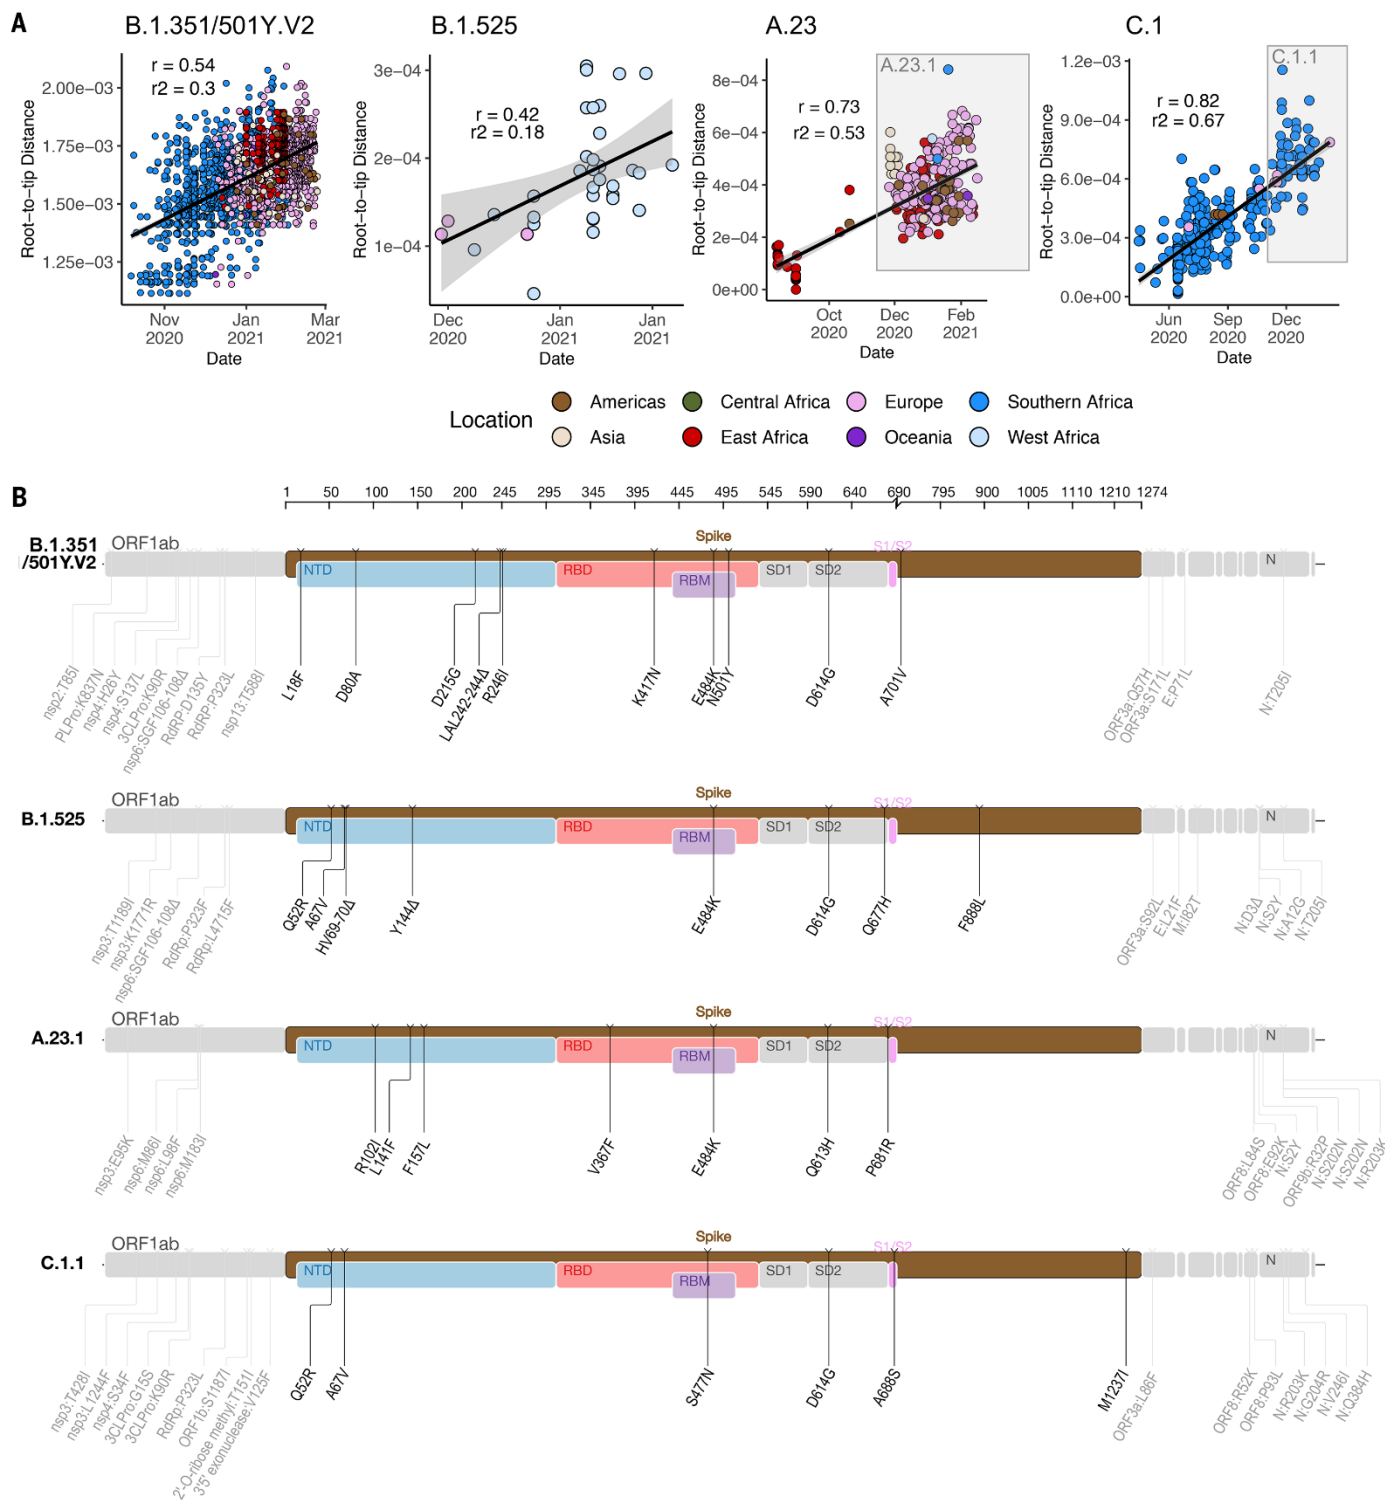 A
B.1.351/501Y.V2
B.1.525
A.23
C.1
r = 0.54
r2 = 0.3
2.00e−03
1.75e−03
1.50e−03
1.25e−03
Root−to−tip Distance
Nov
2020
Jan
2021
Mar
2021
Date
r = 0.42
r2 = 0.18
3e−04
2e−04
1e−04
Root−to−tip Distance
Dec
2020
Jan
2021
Jan
2021
Date
A.23.1
r = 0.73
r2 = 0.53
8e−04
6e−04
4e−04
2e−04
0e+00
Root−to−tip Distance
Oct
2020
Dec
2020
Feb
2021
Date
C.1.1
r = 0.82
r2 = 0.67
1.2e−03
9.0e−04
6.0e−04
3.0e−04
0.0e+00
Root−to−tip Distance
Jun
2020
Sep
2020
Dec
2020
Date
Location
Americas
Central Africa
Europe
Southern Africa
Asia
East Africa
Oceania
West Africa
B
1 50 100 150 200 245 295 345 395 445 495 545 590 640 690 795 900 1005 1110 1210 1274
B.1.351
/501Y.V2
ORF1ab
Spike
S1/S2
NTD
RBD
RBM
SD1
SD2
N
nsp2:T85I
PLPro:K837N
nsp4:H26Y
nsp4:S137L
3CLPro:K90R
nsp6:SGF106-108Δ
RdRP:D135Y
RdRP:P323L
nsp13:T588I
L18F
D80A
D215G
LAL242-244Δ
R246I
K417N
E484K
N501Y
D614G
A701V
ORF3a:Q57H
ORF3a:S171L
E:P71L
N:T205I
B.1.525
ORF1ab
Spike
S1/S2
NTD
RBD
RBM
SD1
SD2
N
nsp3:T1189I
nsp3:K1771R
nsp6:SGF106-108Δ
RdRp:P323F
RdRp:L4715F
Q52R
A67V
HV69-70Δ
Y144Δ
E484K
D614G
Q677H
F888L
ORF3a:S92L
E:L21F
M:I82T
N:D3Δ
N:S2Y
N:A12G
N:T205I
A.23.1
ORF1ab
Spike
S1/S2
NTD
RBD
RBM
SD1
SD2
N
nsp3:E95K
nsp6:M86I
nsp6:L98F
nsp6:M183I
R102I
L141F
F157L
V367F
E484K
Q613H
P681R
ORF8:L84S
ORF8:E92K
N:S2Y
ORF9b:R32P
N:S202N
N:S202N
N:R203K
C.1.1
ORF1ab
Spike
S1/S2
NTD
RBD
RBM
SD1
SD2
N
nsp3:T428I
nsp3:L1244F
nsp4:S34F
3CLPro:G15S
3CLPro:K90R
RdRp:P323L
ORF1b:S1187I
2'-O-ribose methyl:T151I
3'5' exonuclease:V125F
Q52R
A67V
S477N
D614G
A688S
M1237I
ORF3a:L86F
ORF8:R52K
ORF8:P93L
N:R203K
N:G204R
N:V246I
N:Q384H